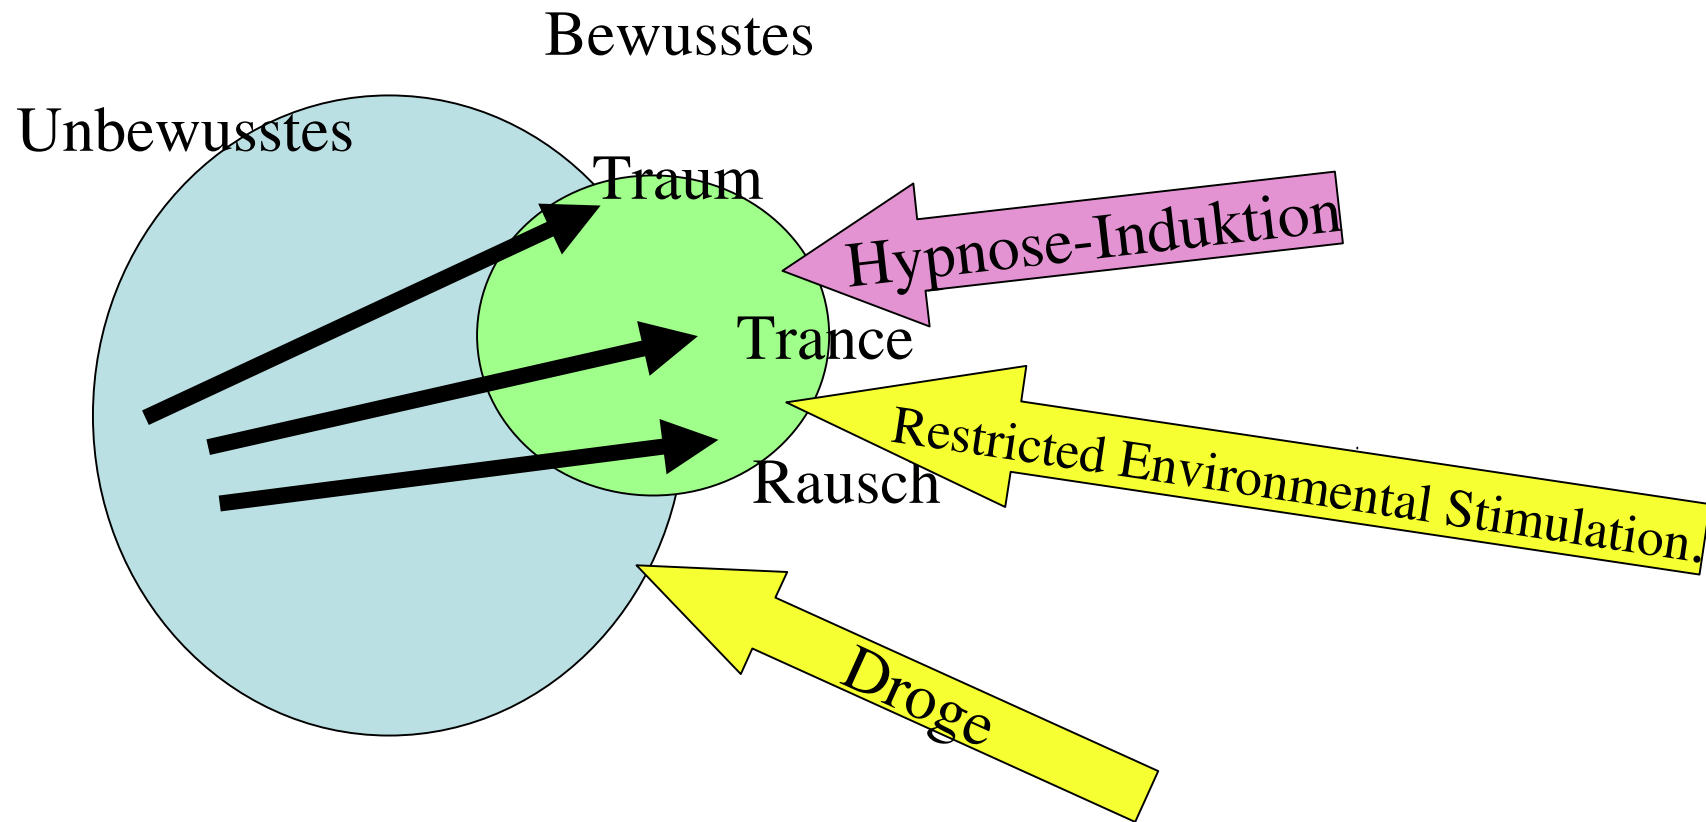 Bewusstes
Unbewusstes
Traum
Hypnose-Induktion
Trance
Restricted Environmental Stimulation.
Rausch
Droge